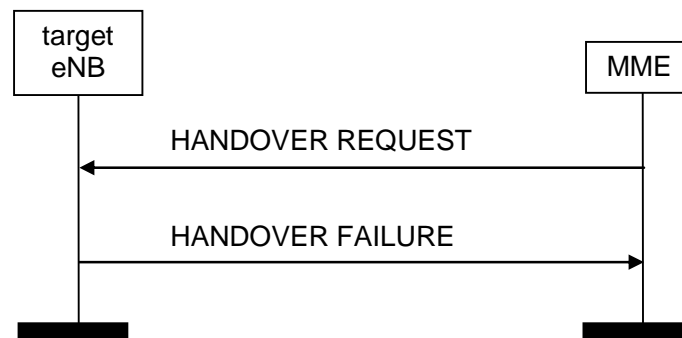 target
eNB
MME
HANDOVER REQUEST
HANDOVER FAILURE